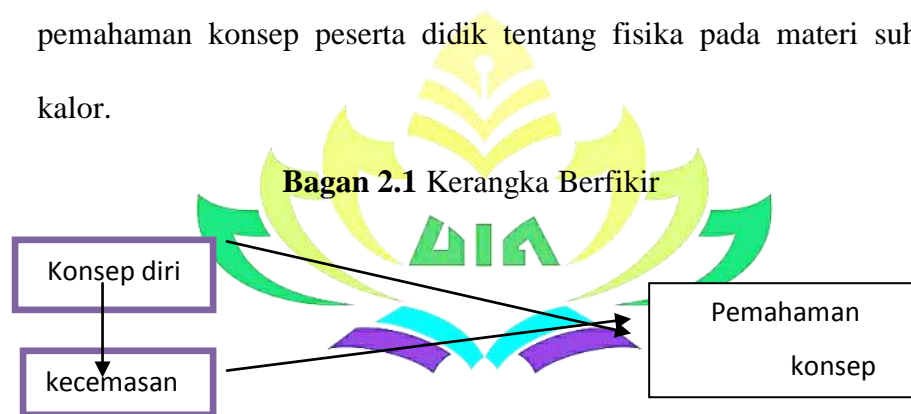 pemahaman konsep peserta didik tentang fisika pada materi
kalor.
Bagan 2.1 Kerangka Berfikir
Konsep diri
kecemasan
Pemahaman
konsep